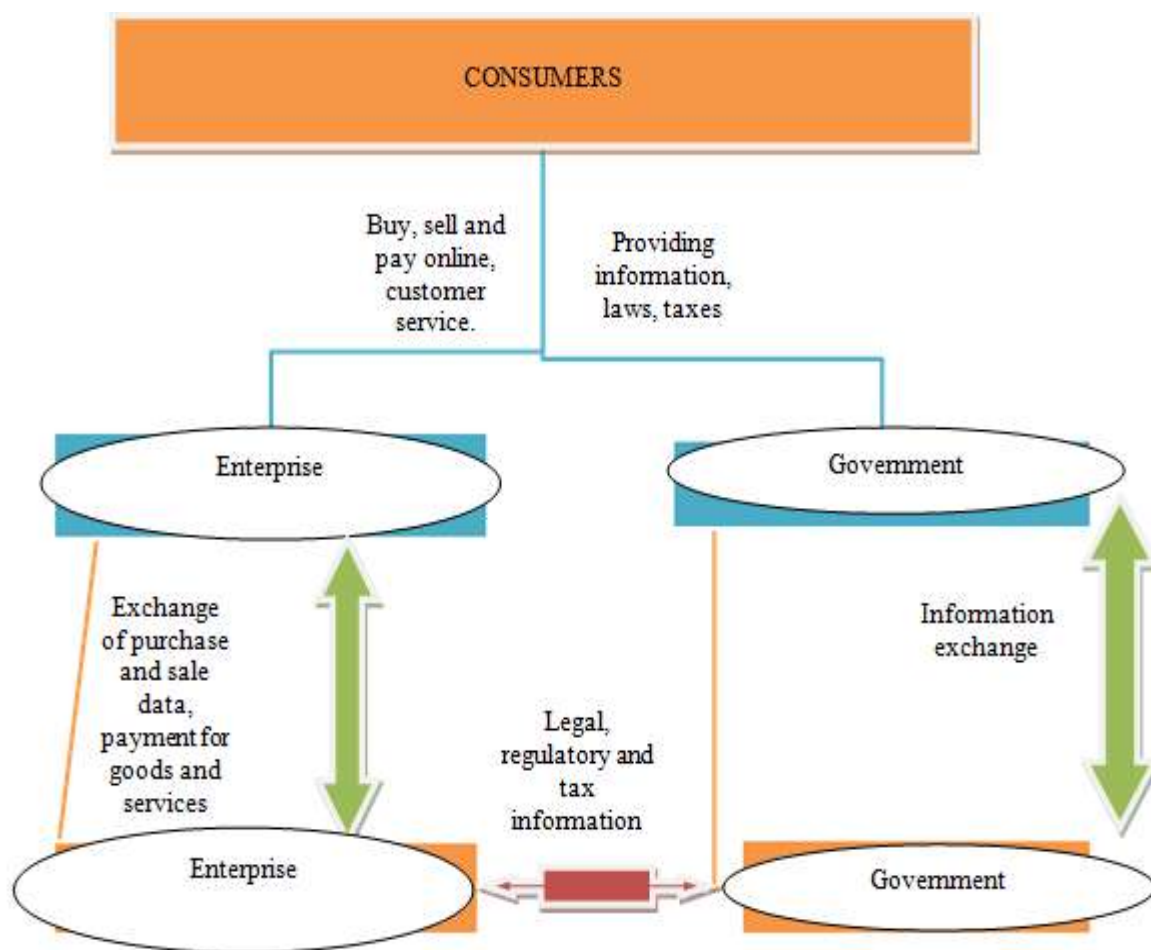 CONSUMERS
Buy, sell and
pay online,
customer
service.
Providing
information,
laws, taxes
Enterprise
Government
Exchange
of purchase
and sale
data,
payment for
goods and
services
Information
exchange
Legal,
regulatory and
tax
information
Enterprise
Government